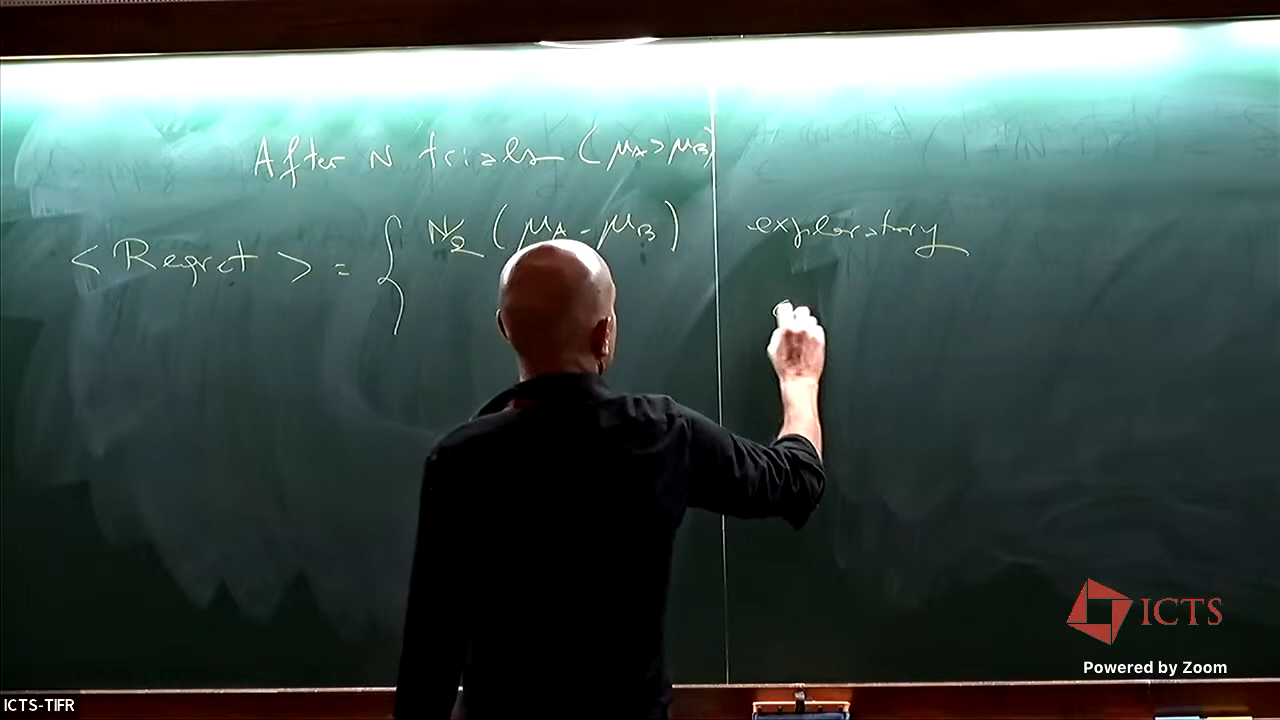 After N trials (μA > μB)
<Regret> = { N/2 (μA - μB) exploratory
ICTS
Powered by Zoom
ICTS-TIFR